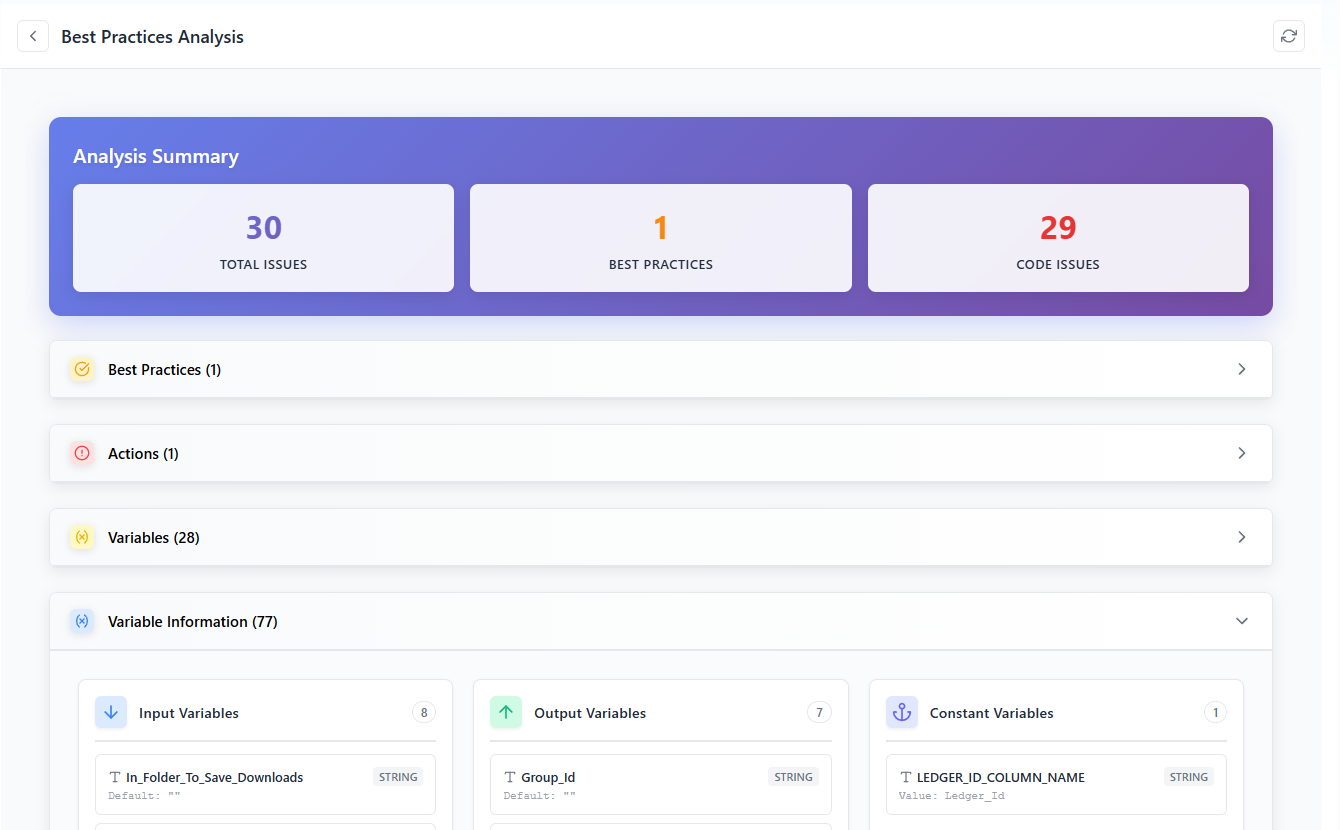 Best Practices Analysis
Analysis Summary
30
TOTAL ISSUES
1
BEST PRACTICES
29
CODE ISSUES
Best Practices (1)
Actions (1)
Variables (28)
Variable Information (77)
Input Variables
8
In_Folder_To_Save_Downloads
STRING
Default: ""
Output Variables
7
Group_Id
STRING
Default: ""
Constant Variables
1
LEDGER_ID_COLUMN_NAME
STRING
Value: Ledger_Id